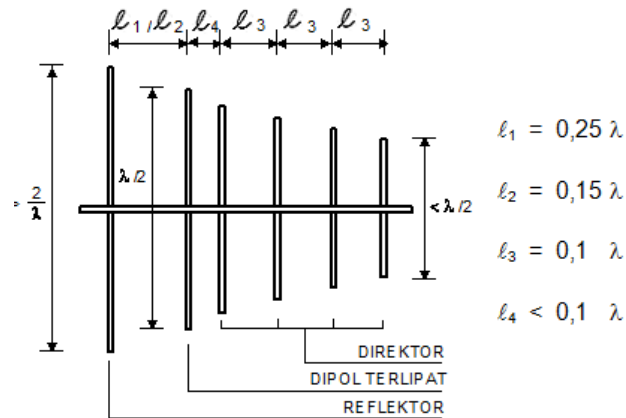 ℓ1 / ℓ2 ℓ4 ℓ3 ℓ3 ℓ3
> 2/λ
λ/2
< λ/2
ℓ1 = 0,25 λ
ℓ2 = 0,15 λ
ℓ3 = 0,1 λ
ℓ4 < 0,1 λ
DIREKTOR
DIPOL TERLIPAT
REFLEKTOR